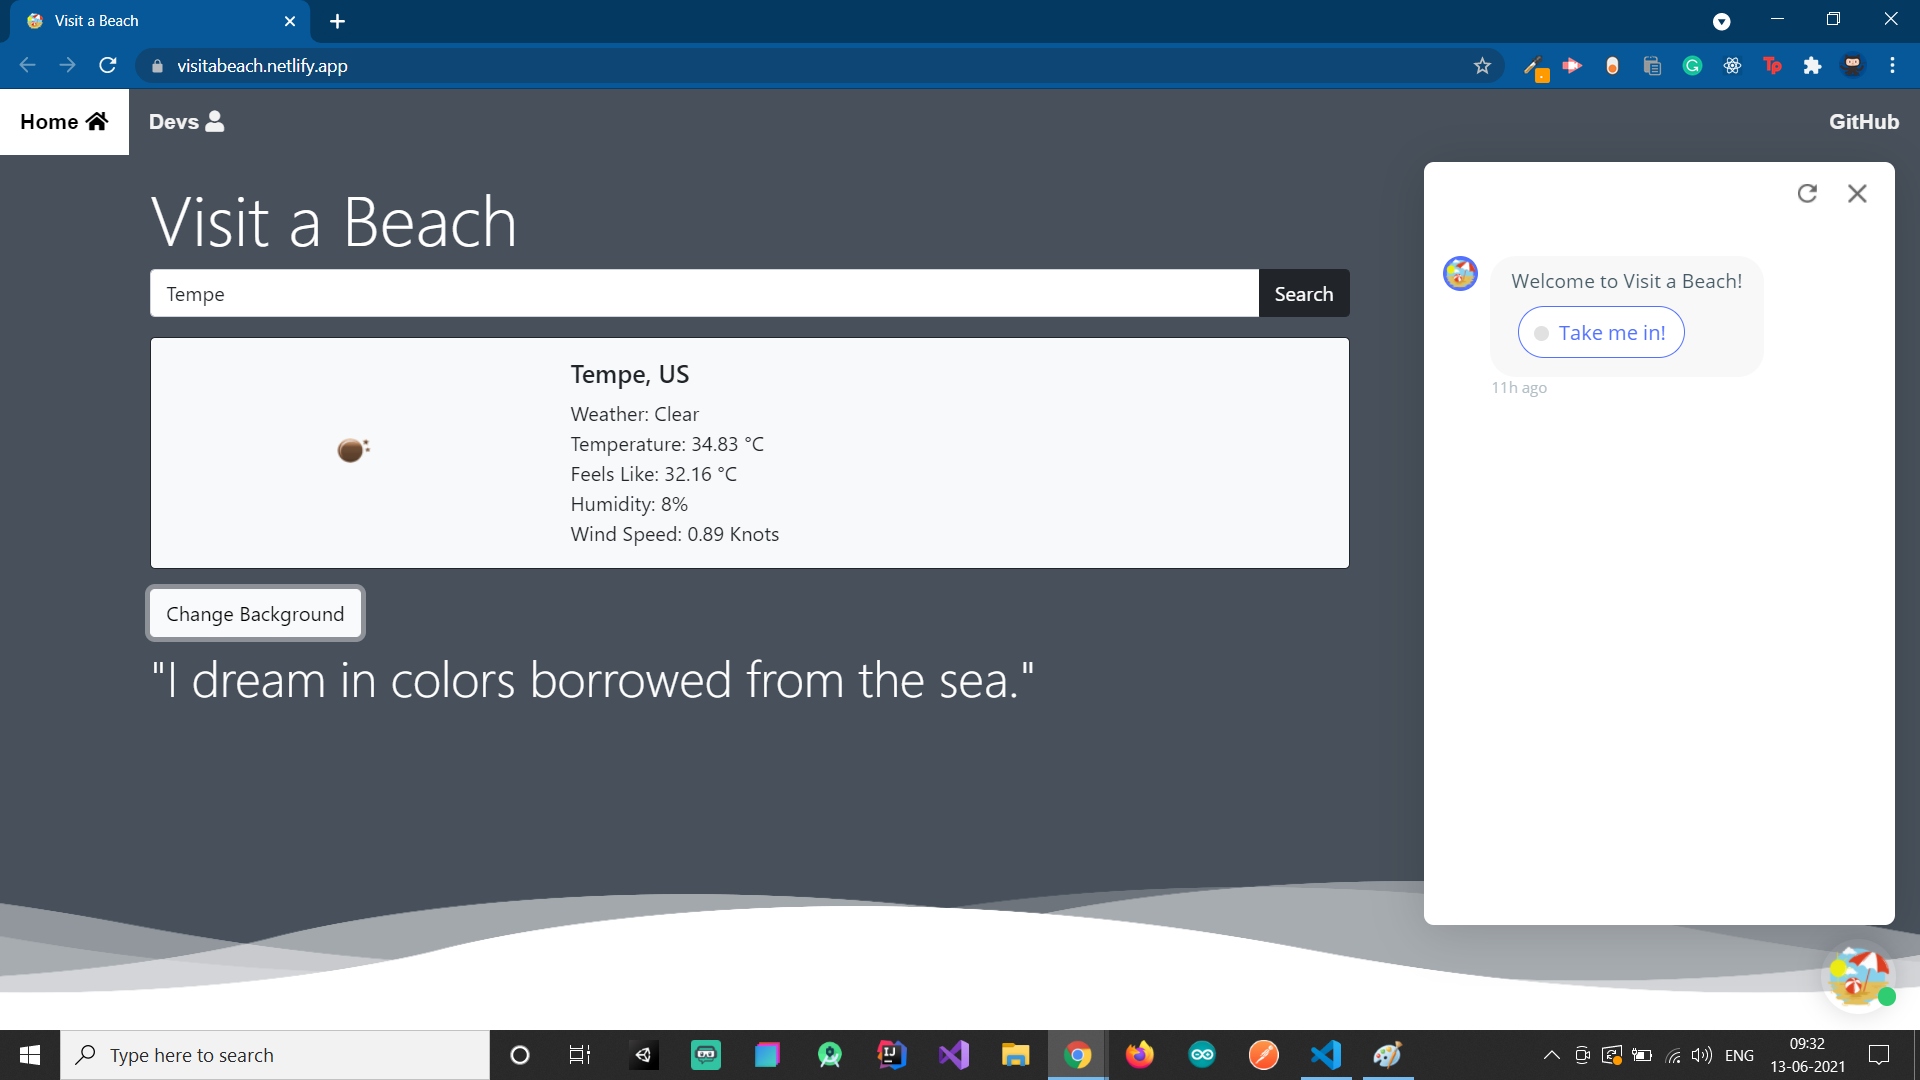 Visit a Beach
visitabeach.netlify.app
Home
Devs
GitHub
Visit a Beach
Tempe
Search
Tempe, US
Weather: Clear
Temperature: 34.83 °C
Feels Like: 32.16 °C
Humidity: 8%
Wind Speed: 0.89 Knots
Change Background
"I dream in colors borrowed from the sea."
Welcome to Visit a Beach!
Take me in!
11h ago
Type here to search
ENG
09:32
13-06-2021